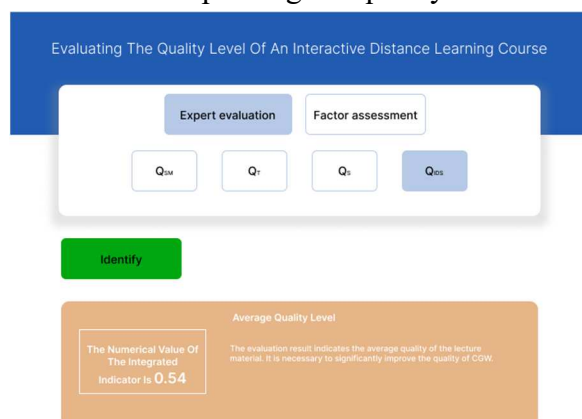 Evaluating The Quality Level Of An Interactive Distance Learning Course
Expert evaluation Factor assessment
QSM QT QS QIDS
Identify
Average Quality Level
The Numerical Value Of
The Integrated
Indicator Is 0.54
The evaluation result indicates the average quality of the lecture
material. It is necessary to significantly improve the quality of CGW.